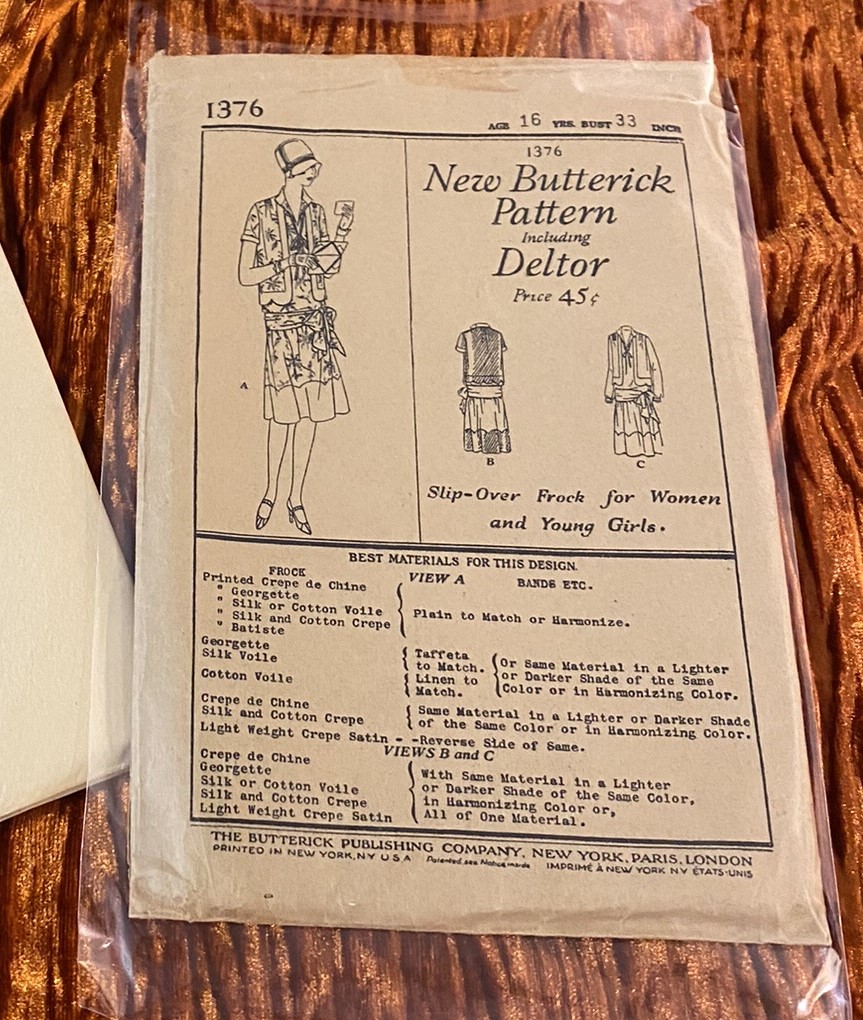 1376
AGE 16 YRS. BUST 33 INCH
1376
New Butterick
Pattern
Including
Deltor
Price 45¢
A
B
C
Slip-Over Frock for Women
and Young Girls.
BEST MATERIALS FOR THIS DESIGN.
FROCK VIEW A BANDS ETC.
Printed Crepe de Chine
" Georgette
" Silk or Cotton Voile
" Silk and Cotton Crepe
" Batiste
Plain to Match or Harmonize.
Georgette
Silk Voile
Taffeta
to Match.
Cotton Voile
Linen to
Match.
Or Same Material in a Lighter
or Darker Shade of the Same
Color or in Harmonizing Color.
Crepe de Chine
Silk and Cotton Crepe
Same Material in a Lighter or Darker Shade
of the Same Color or in Harmonizing Color.
Light Weight Crepe Satin - -Reverse Side of Same.
VIEWS B and C
Crepe de Chine
Georgette
Silk or Cotton Voile
Silk and Cotton Crepe
Light Weight Crepe Satin
With Same Material in a Lighter
or Darker Shade of the Same Color,
in Harmonizing Color or,
All of One Material.
THE BUTTERICK PUBLISHING COMPANY, NEW YORK, PARIS, LONDON
PRINTED IN NEW YORK, N.Y. U.S.A Patented see Notice inside IMPRIMÉ À NEW YORK NY ÉTATS-UNIS